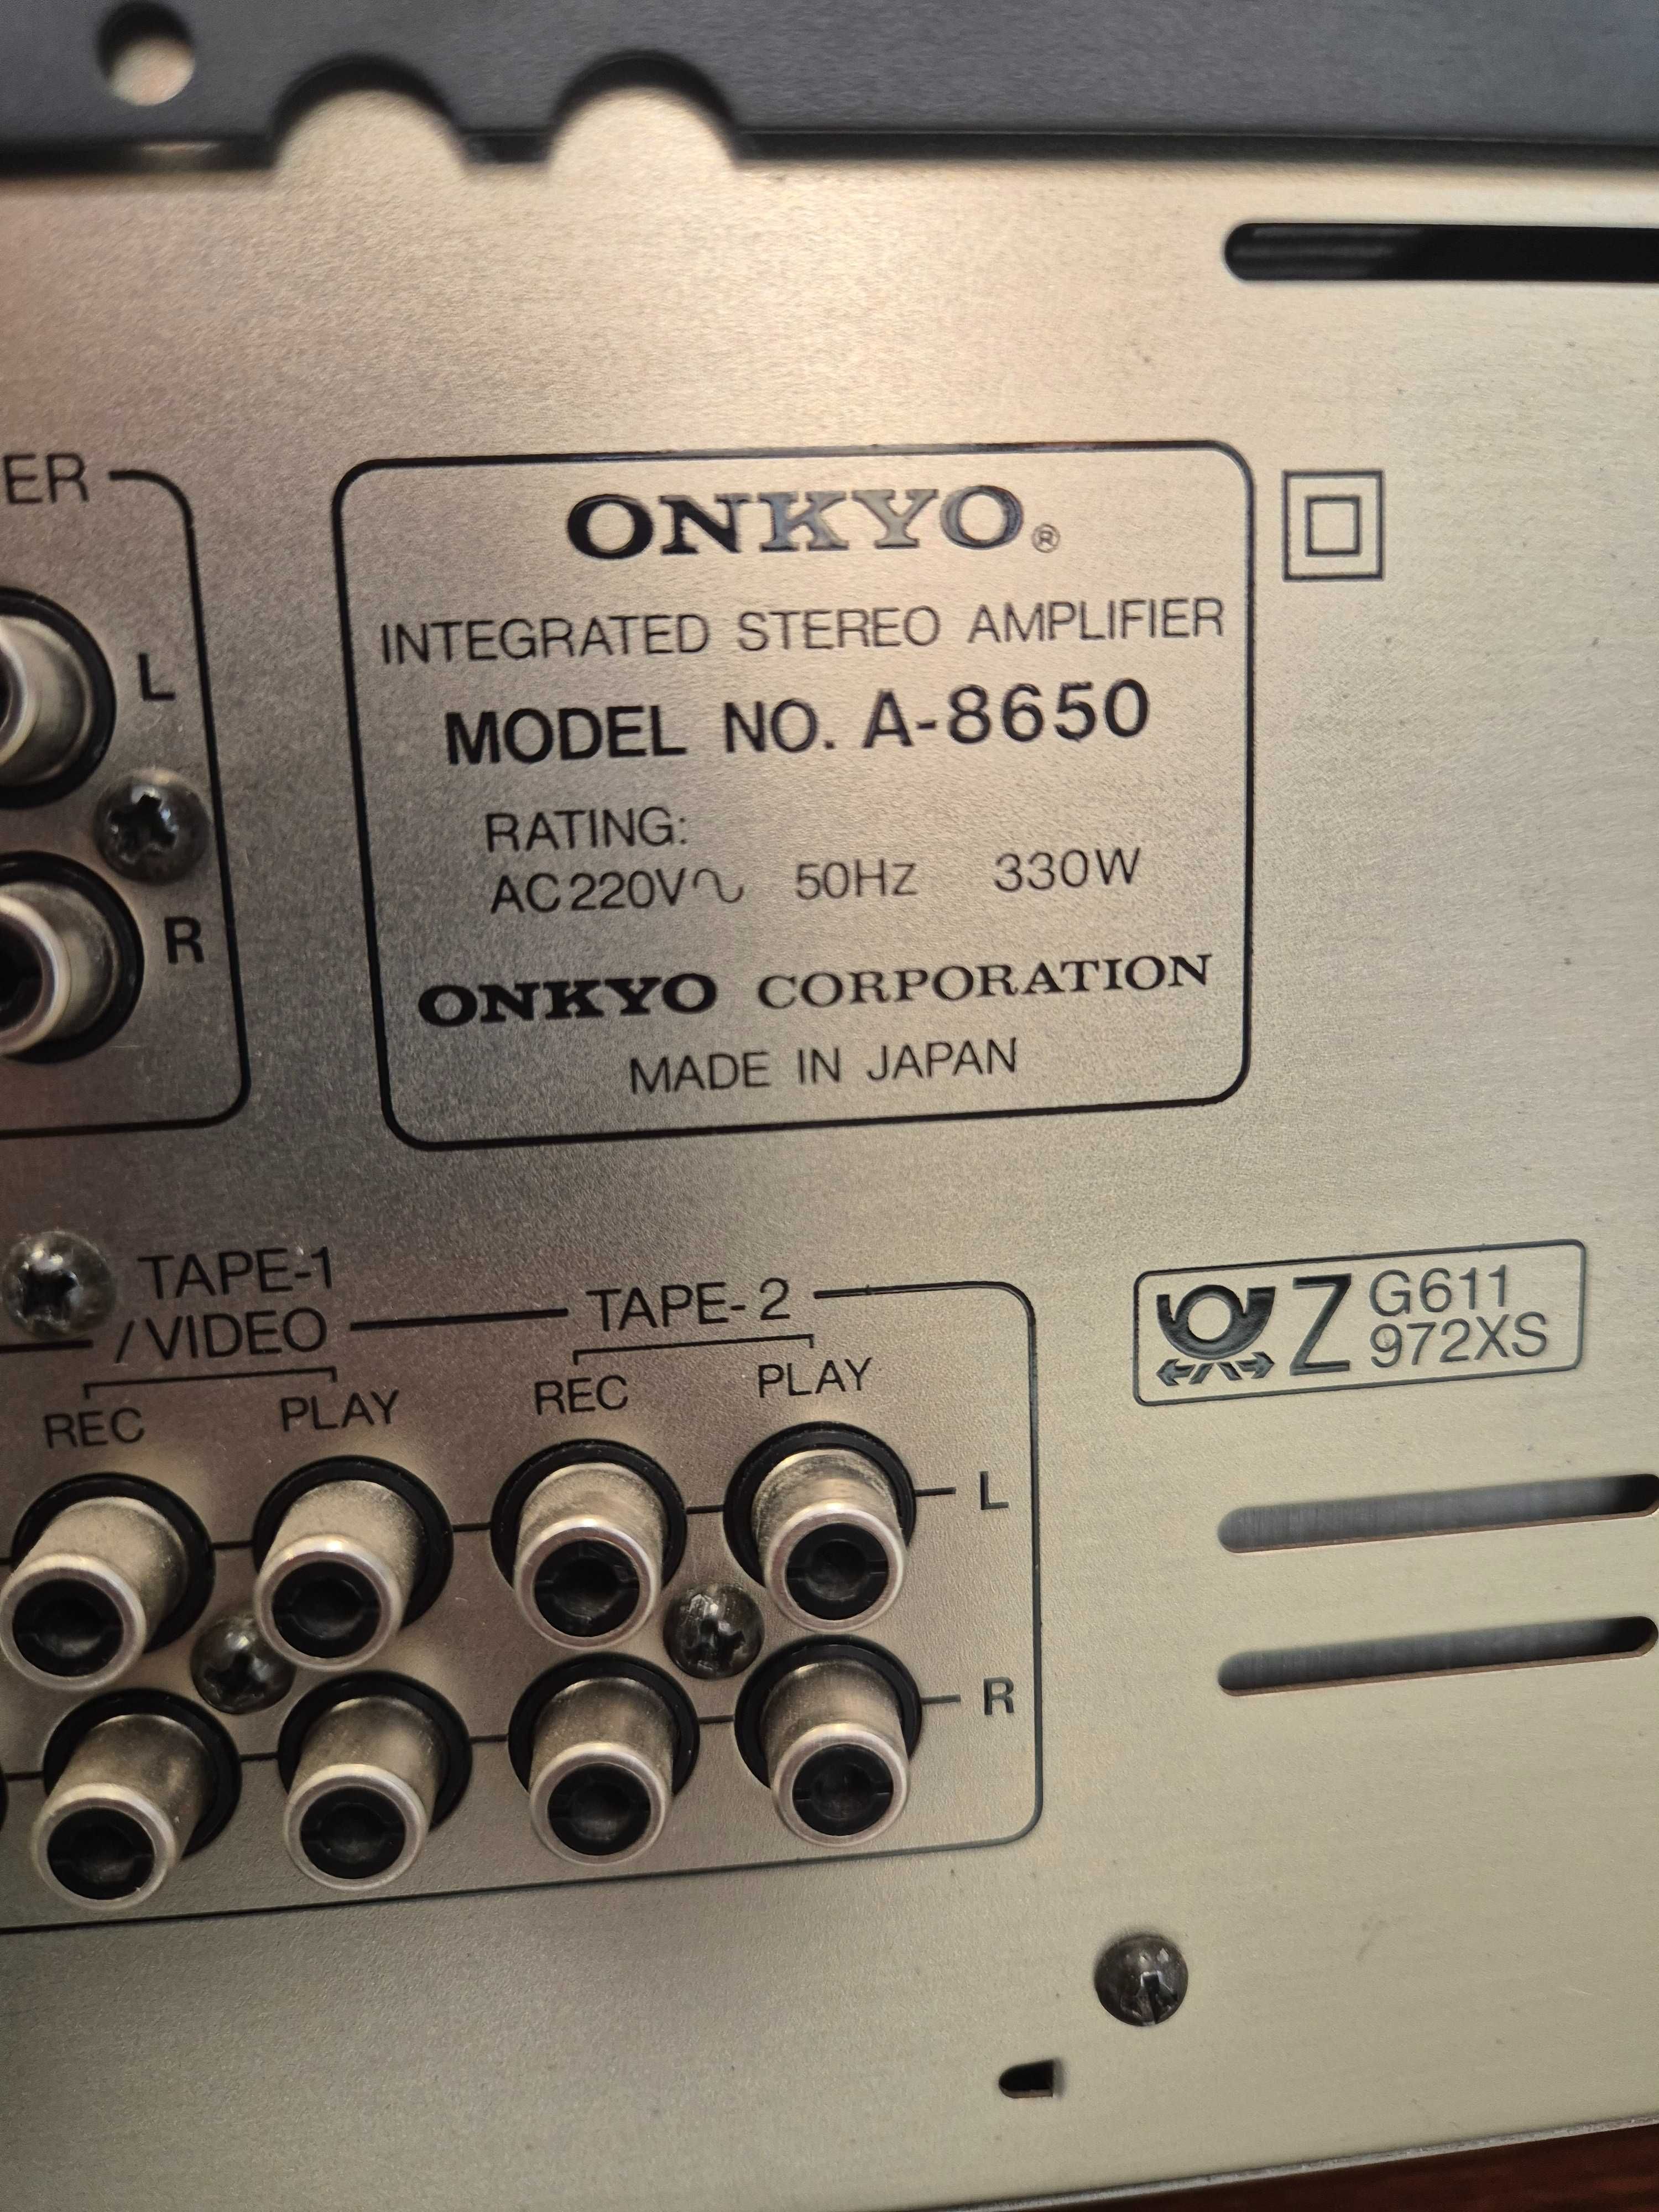 ER
L
R
ONKYO®
INTEGRATED STEREO AMPLIFIER
MODEL NO. A-8650
RATING:
AC220V∿ 50Hz 330W
ONKYO CORPORATION
MADE IN JAPAN
TAPE-1
/VIDEO
REC PLAY
TAPE-2
REC PLAY
L
R
Z G611
972XS